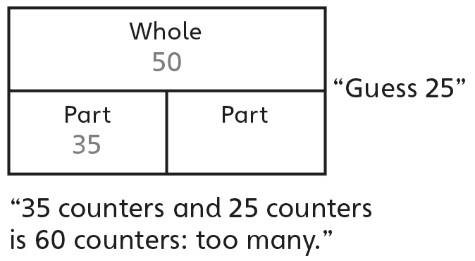 Whole
50
“Guess 25”
Part
Part
35
“35 counters and 25 counters
is 60 counters: too many.”